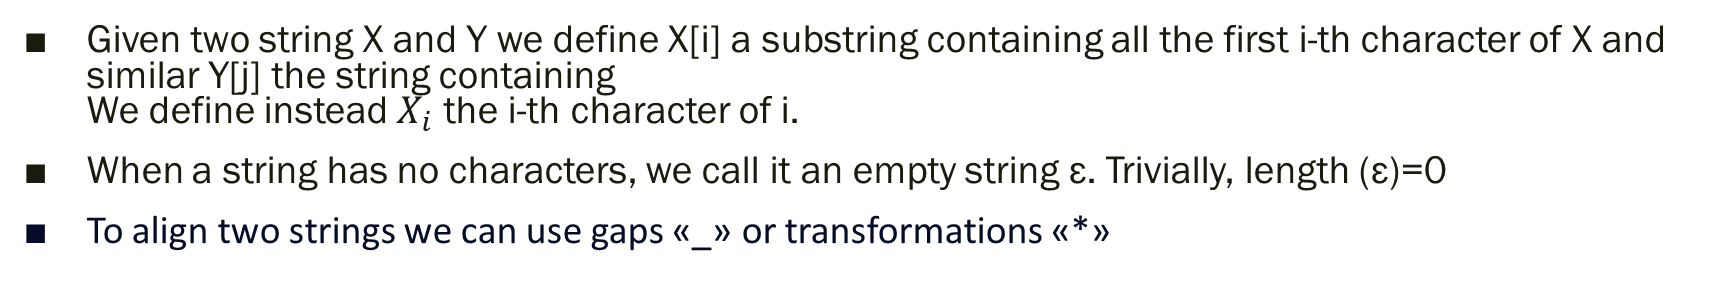 ■ Given two string X and Y we define X[i] a substring containing all the first i-th character of X and
similar Y[j] the string containing
We define instead X_i the i-th character of i.
■ When a string has no characters, we call it an empty string ε. Trivially, length (ε)=0
■ To align two strings we can use gaps «_» or transformations «*»